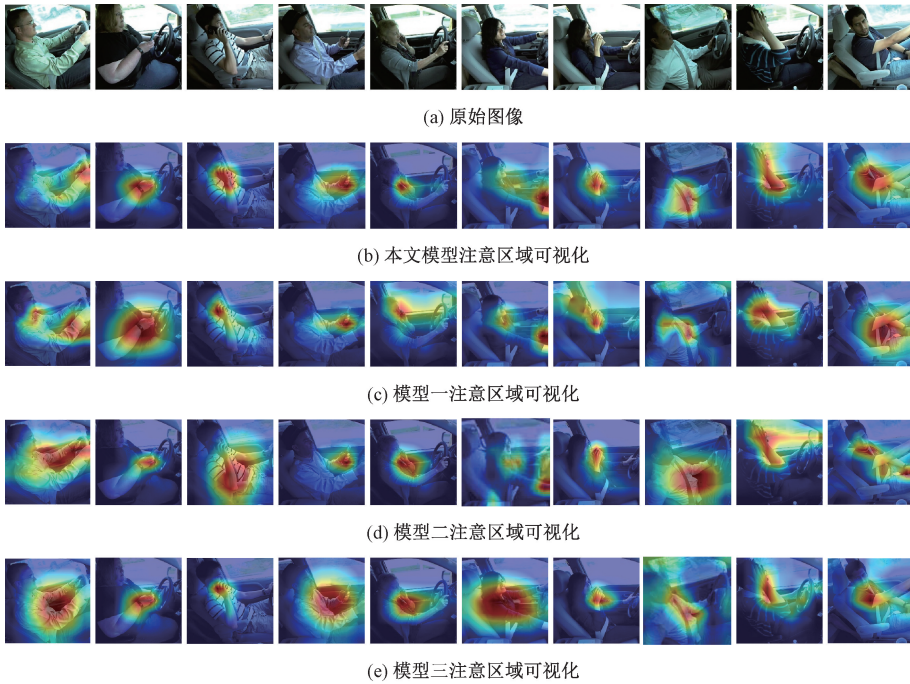 (a) 原始图像
(b) 本文模型注意区域可视化
(c) 模型一注意区域可视化
(d) 模型二注意区域可视化
(e) 模型三注意区域可视化